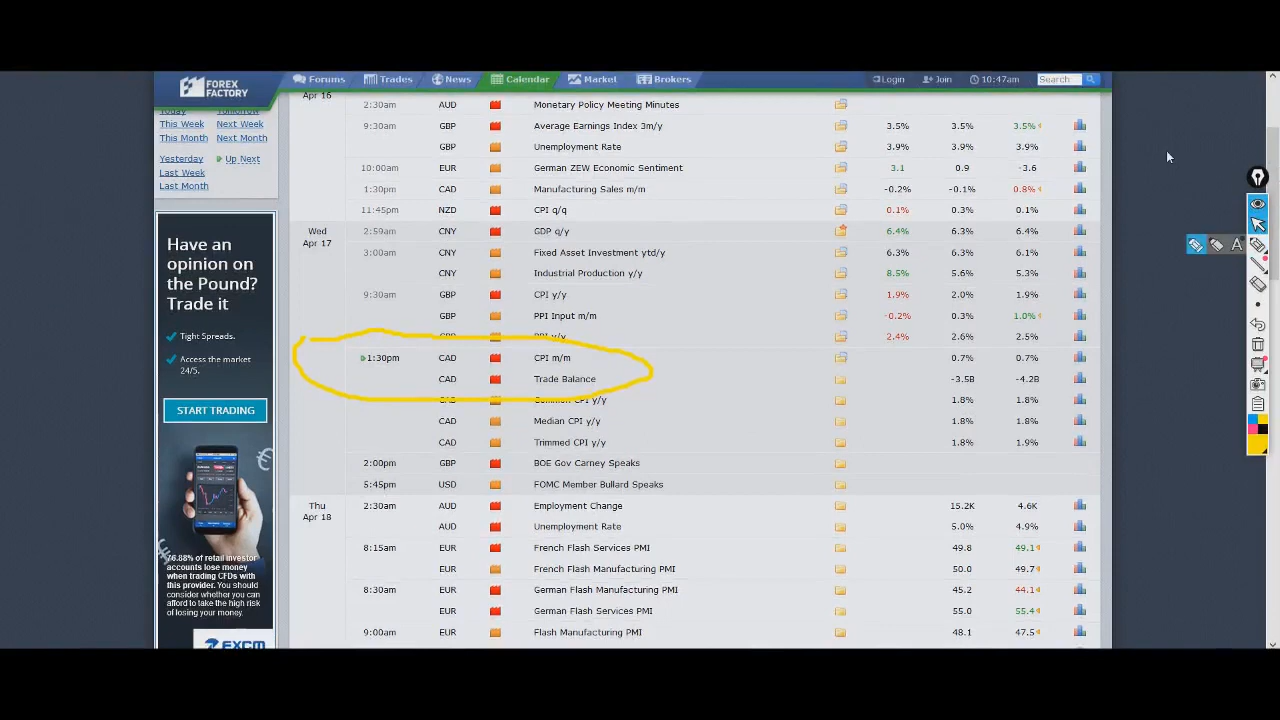 FOREX
FACTORY
Forums Trades News Calendar Market Brokers Login Join 10:47am Search
Today Tomorrow
This Week Next Week
This Month Next Month
Yesterday Up Next
Last Week
Last Month
Have an
opinion on
the Pound?
Trade it
Tight Spreads.
Access the market
24/5.
START TRADING
76.88% of retail investor
accounts lose money
when trading CFDs with
this provider. You should
consider whether you can
afford to take the high risk
of losing your money.
Apr 16
2:30am AUD Monetary Policy Meeting Minutes
9:30am GBP Average Earnings Index 3m/y 3.5% 3.5% 3.5%
GBP Unemployment Rate 3.9% 3.9% 3.9%
10:00am EUR German ZEW Economic Sentiment 3.1 0.9 -3.6
1:30pm CAD Manufacturing Sales m/m -0.2% -0.1% 0.8%
11:45pm NZD CPI q/q 0.1% 0.3% 0.1%
Wed
Apr 17
2:59am CNY GDP q/y 6.4% 6.3% 6.4%
3:00am CNY Fixed Asset Investment ytd/y 6.3% 6.3% 6.1%
CNY Industrial Production y/y 8.5% 5.6% 5.3%
9:30am GBP CPI y/y 1.9% 2.0% 1.9%
GBP PPI Input m/m -0.2% 0.3% 1.0%
GBP RPI y/y 2.4% 2.6% 2.5%
1:30pm CAD CPI m/m 0.7% 0.7%
CAD Trade Balance -3.5B -4.2B
CAD Common CPI y/y 1.8% 1.8%
CAD Median CPI y/y 1.8% 1.8%
CAD Trimmed CPI y/y 1.8% 1.9%
2:00pm GBP BOE Gov Carney Speaks
5:45pm USD FOMC Member Bullard Speaks
Thu
Apr 18
2:30am AUD Employment Change 15.2K 4.6K
AUD Unemployment Rate 5.0% 4.9%
8:15am EUR French Flash Services PMI 49.8 49.1
EUR French Flash Manufacturing PMI 50.0 49.7
8:30am EUR German Flash Manufacturing PMI 45.2 44.1
EUR German Flash Services PMI 55.0 55.4
9:00am EUR Flash Manufacturing PMI 48.1 47.5